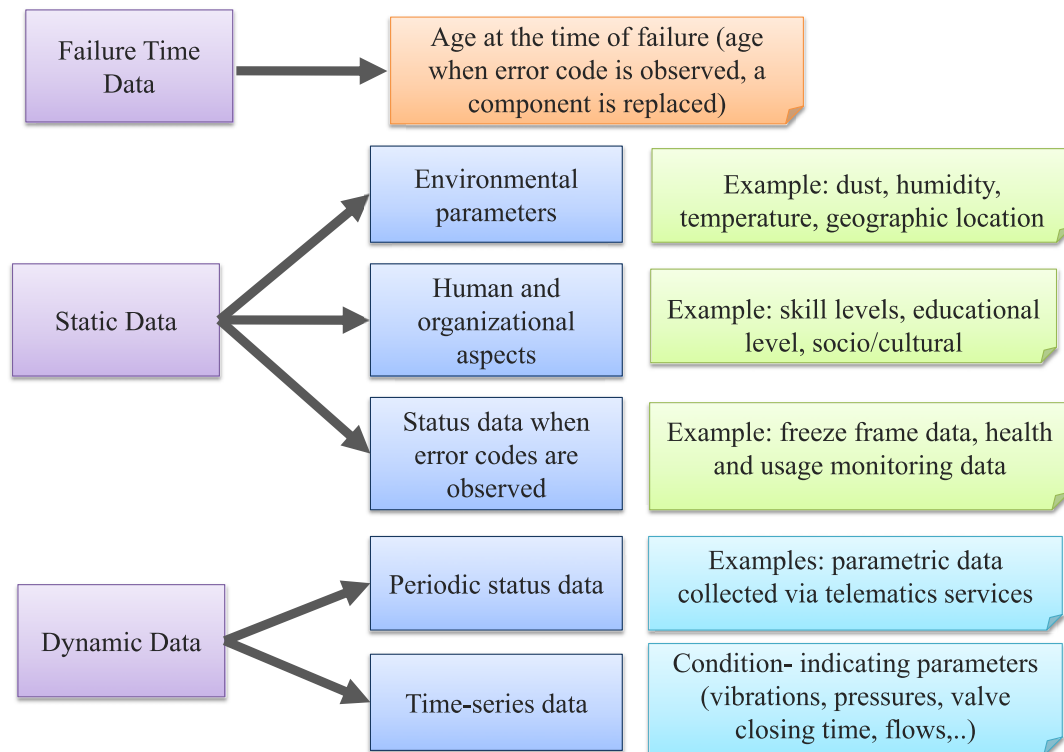 Failure Time
Data
Age at the time of failure (age
when error code is observed, a
component is replaced)
Static Data
Environmental
parameters
Example: dust, humidity,
temperature, geographic location
Human and
organizational
aspects
Example: skill levels, educational
level, socio/cultural
Status data when
error codes are
observed
Example: freeze frame data, health
and usage monitoring data
Dynamic Data
Periodic status data
Examples: parametric data
collected via telematics services
Time-series data
Condition- indicating parameters
(vibrations, pressures, valve
closing time, flows,..)